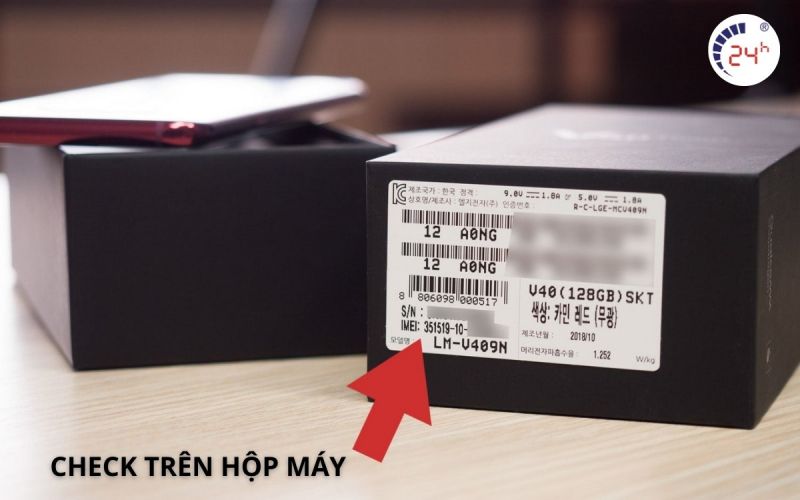 24h
®
제조국가 : 한국 정격 : 9.0V ⎓ 1.8A or 5.0V ⎓ 1.8A
상호명/제조사 : 엘지전자(주) 인증번호 :
R-C-LGE-MCV409N
12 A0NG
12 A0NG
8 806098 000517
V40(128GB)SKT
S/N :
색상: 카민 레드 (무광)
IMEI: 351519-10-
제조년월 : 2018/10
모델명 : LM-V409N
머리전자파흡수율 : 1.252 W/kg
CHECK TRÊN HỘP MÁY